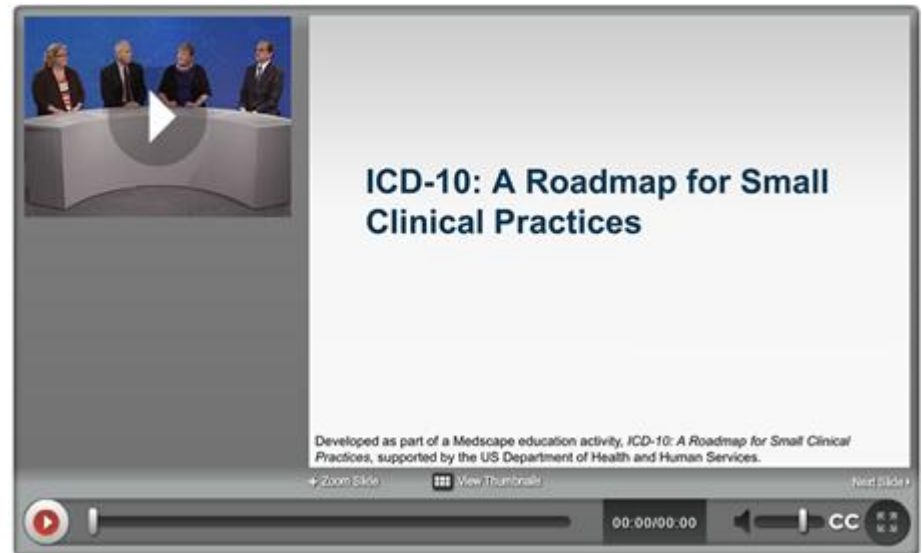 ICD-10: A Roadmap for Small
Clinical Practices
Developed as part of a Medscape education activity, ICD-10: A Roadmap for Small Clinical
Practices, supported by the US Department of Health and Human Services.
+ Zoom Slide View Thumbnails Next Slide
00:00/00:00 CC